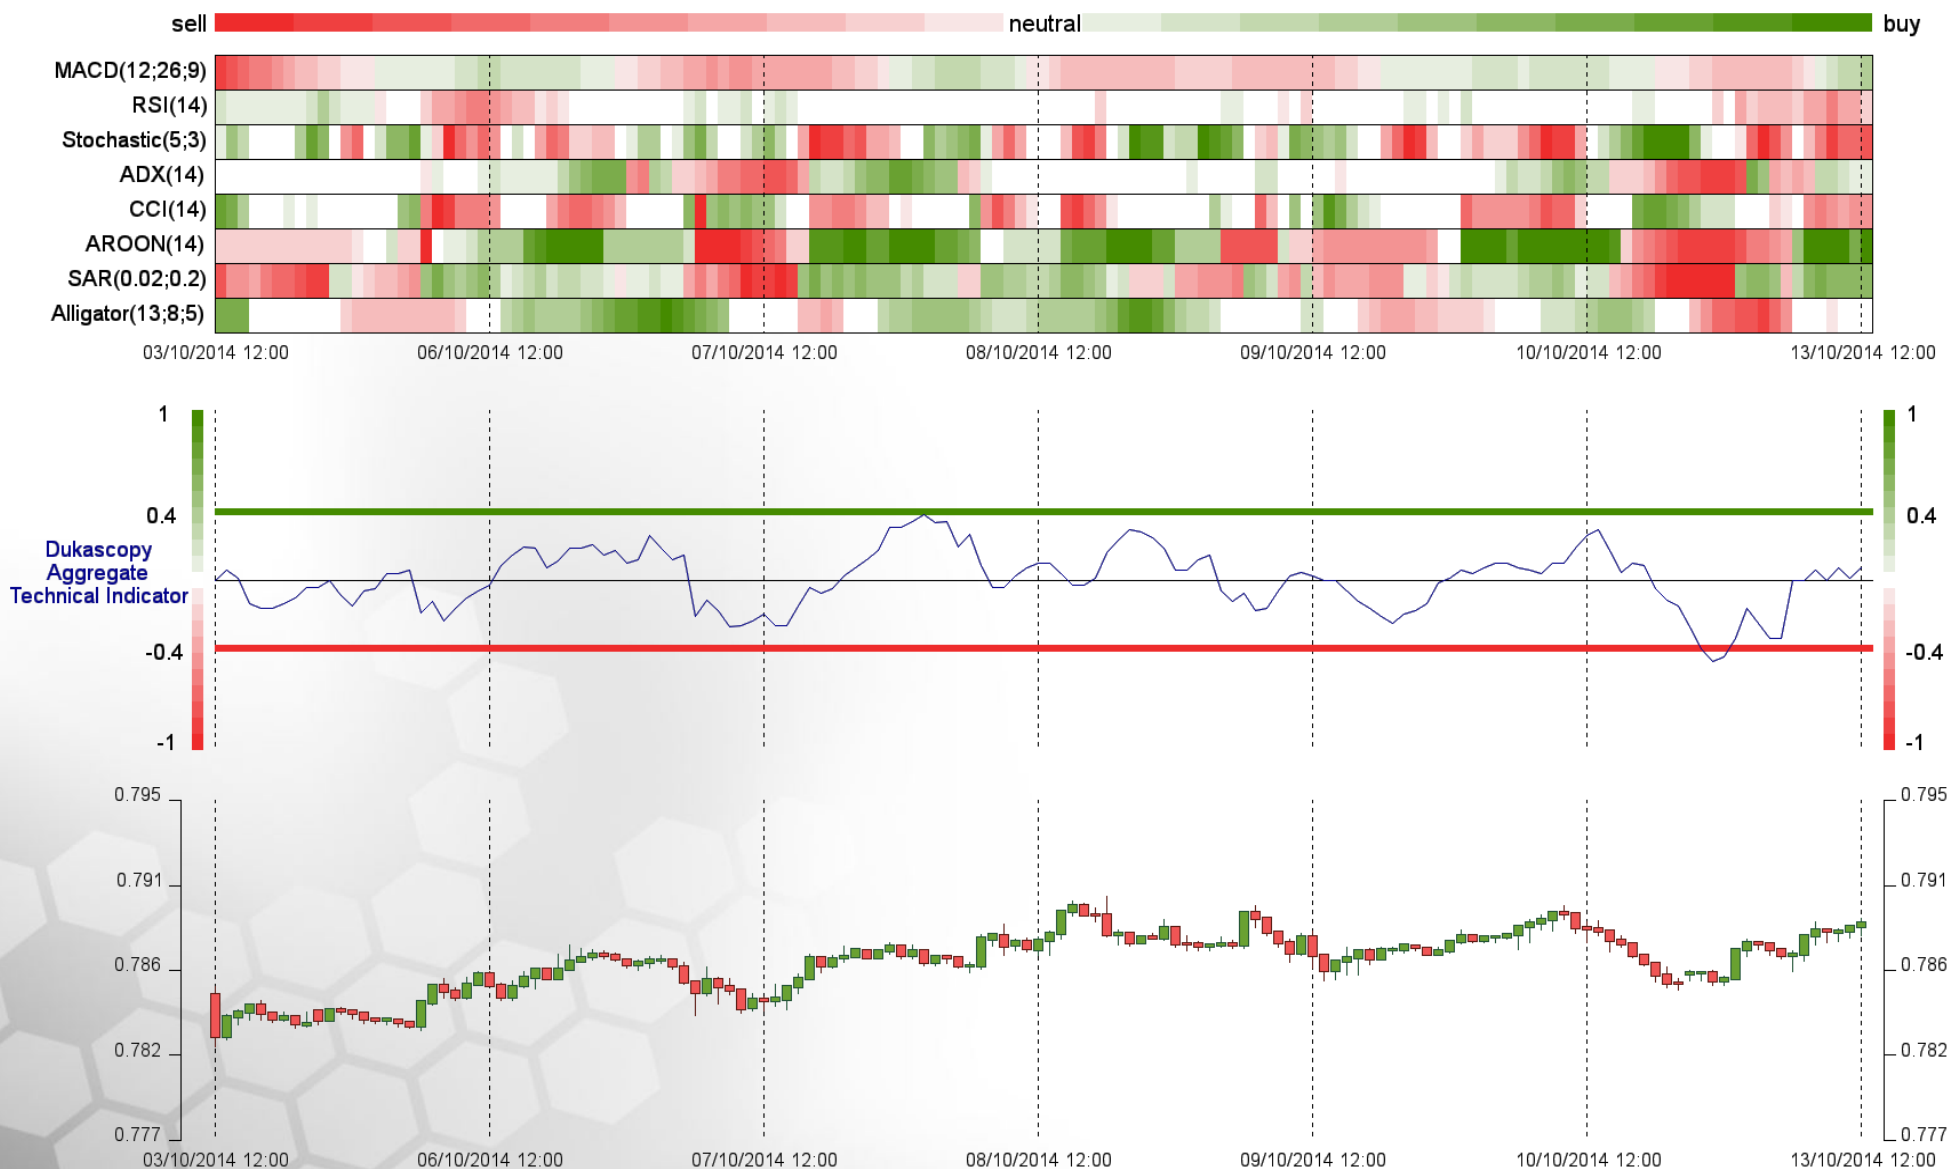 sell neutral buy
MACD(12;26;9)
RSI(14)
Stochastic(5;3)
ADX(14)
CCI(14)
AROON(14)
SAR(0.02;0.2)
Alligator(13;8;5)
03/10/2014 12:00 06/10/2014 12:00 07/10/2014 12:00 08/10/2014 12:00 09/10/2014 12:00 10/10/2014 12:00 13/10/2014 12:00
1 1
0.4 0.4
Dukascopy
Aggregate
Technical Indicator
-0.4 -0.4
-1 -1
0.795 0.795
0.791 0.791
0.786 0.786
0.782 0.782
0.777 0.777
03/10/2014 12:00 06/10/2014 12:00 07/10/2014 12:00 08/10/2014 12:00 09/10/2014 12:00 10/10/2014 12:00 13/10/2014 12:00